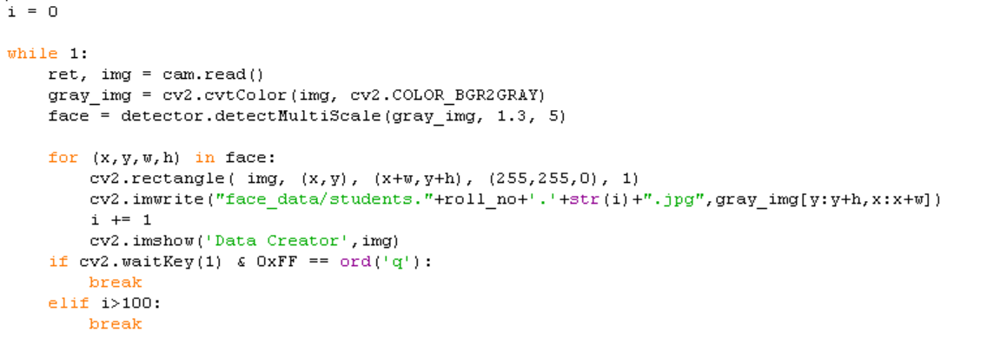 i = 0
while 1:
    ret, img = cam.read()
    gray_img = cv2.cvtColor(img, cv2.COLOR_BGR2GRAY)
    face = detector.detectMultiScale(gray_img, 1.3, 5)
    for (x,y,w,h) in face:
        cv2.rectangle( img, (x,y), (x+w,y+h), (255,255,0), 1)
        cv2.imwrite("face_data/students."+roll_no+'.'+str(i)+".jpg",gray_img[y:y+h,x:x+w])
        i += 1
        cv2.imshow('Data Creator',img)
    if cv2.waitKey(1) & 0xFF == ord('q'):
        break
    elif i>100:
        break